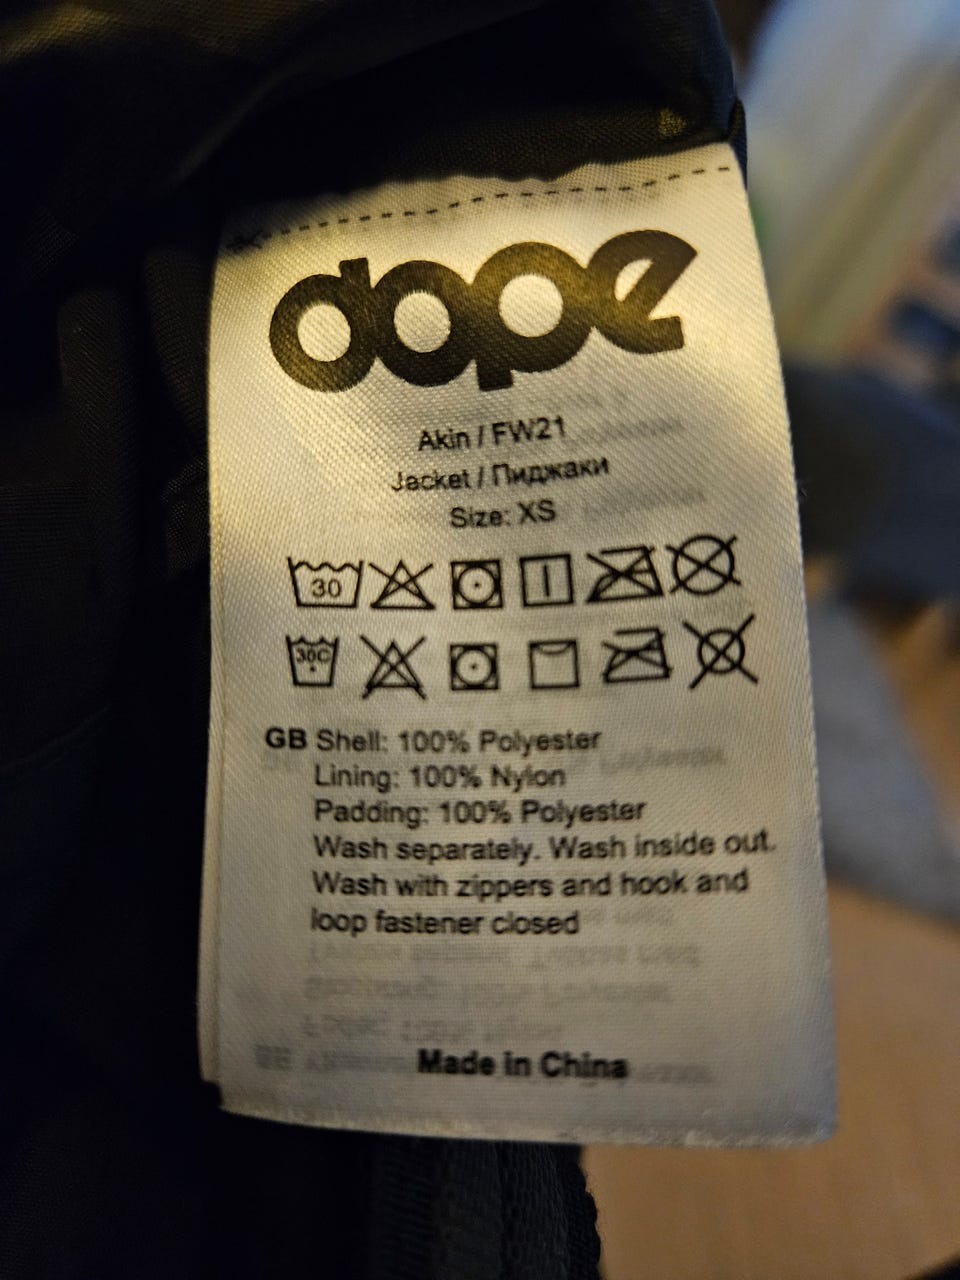 dope
Akin / FW21
Jacket / Пиджаки
Size: XS
30
30C
GB Shell: 100% Polyester
Lining: 100% Nylon
Padding: 100% Polyester
Wash separately. Wash inside out.
Wash with zippers and hook and
loop fastener closed
Made in China